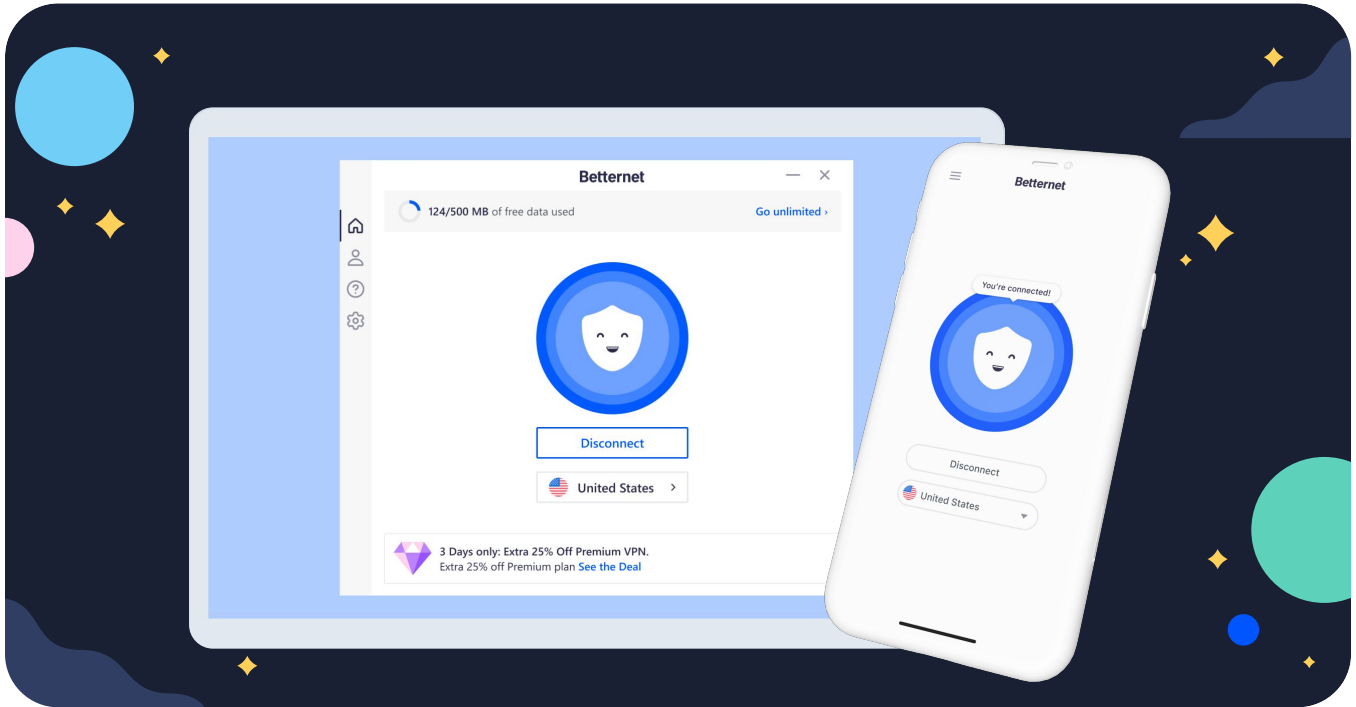 Betternet
124/500 MB of free data used
Go unlimited ›
Disconnect
United States
3 Days only: Extra 25% Off Premium VPN.
Extra 25% off Premium plan See the Deal
Betternet
You're connected!
Disconnect
United States